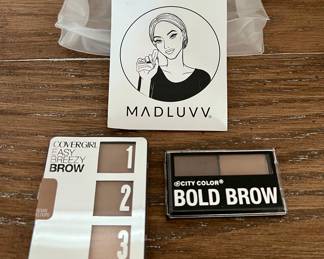 MADLUVV
COVERGIRL
EASY
BREEZY
BROW
1
2
3
CITY COLOR
BOLD BROW